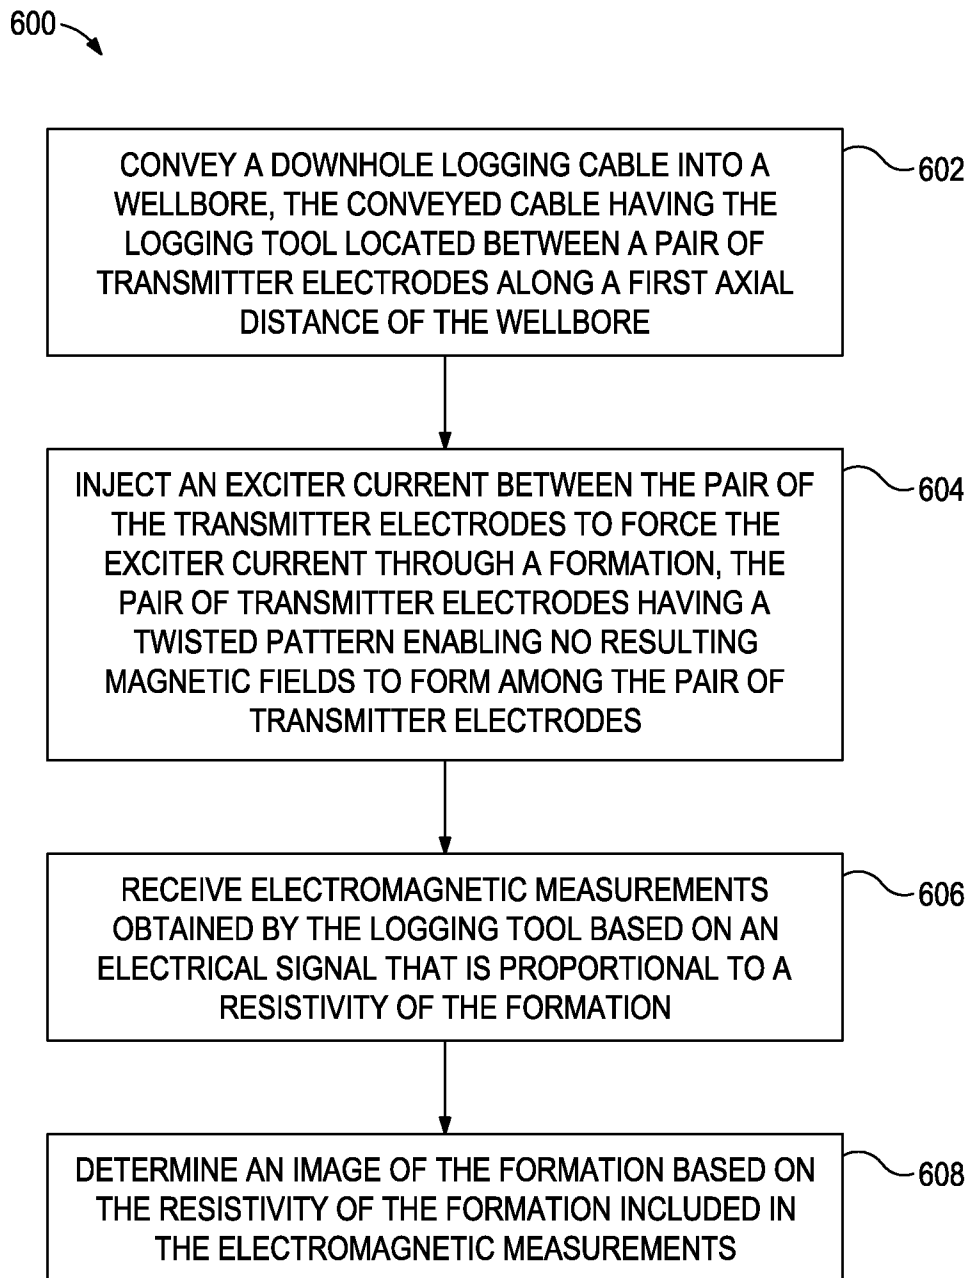 600
CONVEY A DOWNHOLE LOGGING CABLE INTO A
WELLBORE, THE CONVEYED CABLE HAVING THE
LOGGING TOOL LOCATED BETWEEN A PAIR OF
TRANSMITTER ELECTRODES ALONG A FIRST AXIAL
DISTANCE OF THE WELLBORE
602
INJECT AN EXCITER CURRENT BETWEEN THE PAIR OF
THE TRANSMITTER ELECTRODES TO FORCE THE
EXCITER CURRENT THROUGH A FORMATION, THE
PAIR OF TRANSMITTER ELECTRODES HAVING A
TWISTED PATTERN ENABLING NO RESULTING
MAGNETIC FIELDS TO FORM AMONG THE PAIR OF
TRANSMITTER ELECTRODES
604
RECEIVE ELECTROMAGNETIC MEASUREMENTS
OBTAINED BY THE LOGGING TOOL BASED ON AN
ELECTRICAL SIGNAL THAT IS PROPORTIONAL TO A
RESISTIVITY OF THE FORMATION
606
DETERMINE AN IMAGE OF THE FORMATION BASED ON
THE RESISTIVITY OF THE FORMATION INCLUDED IN
THE ELECTROMAGNETIC MEASUREMENTS
608